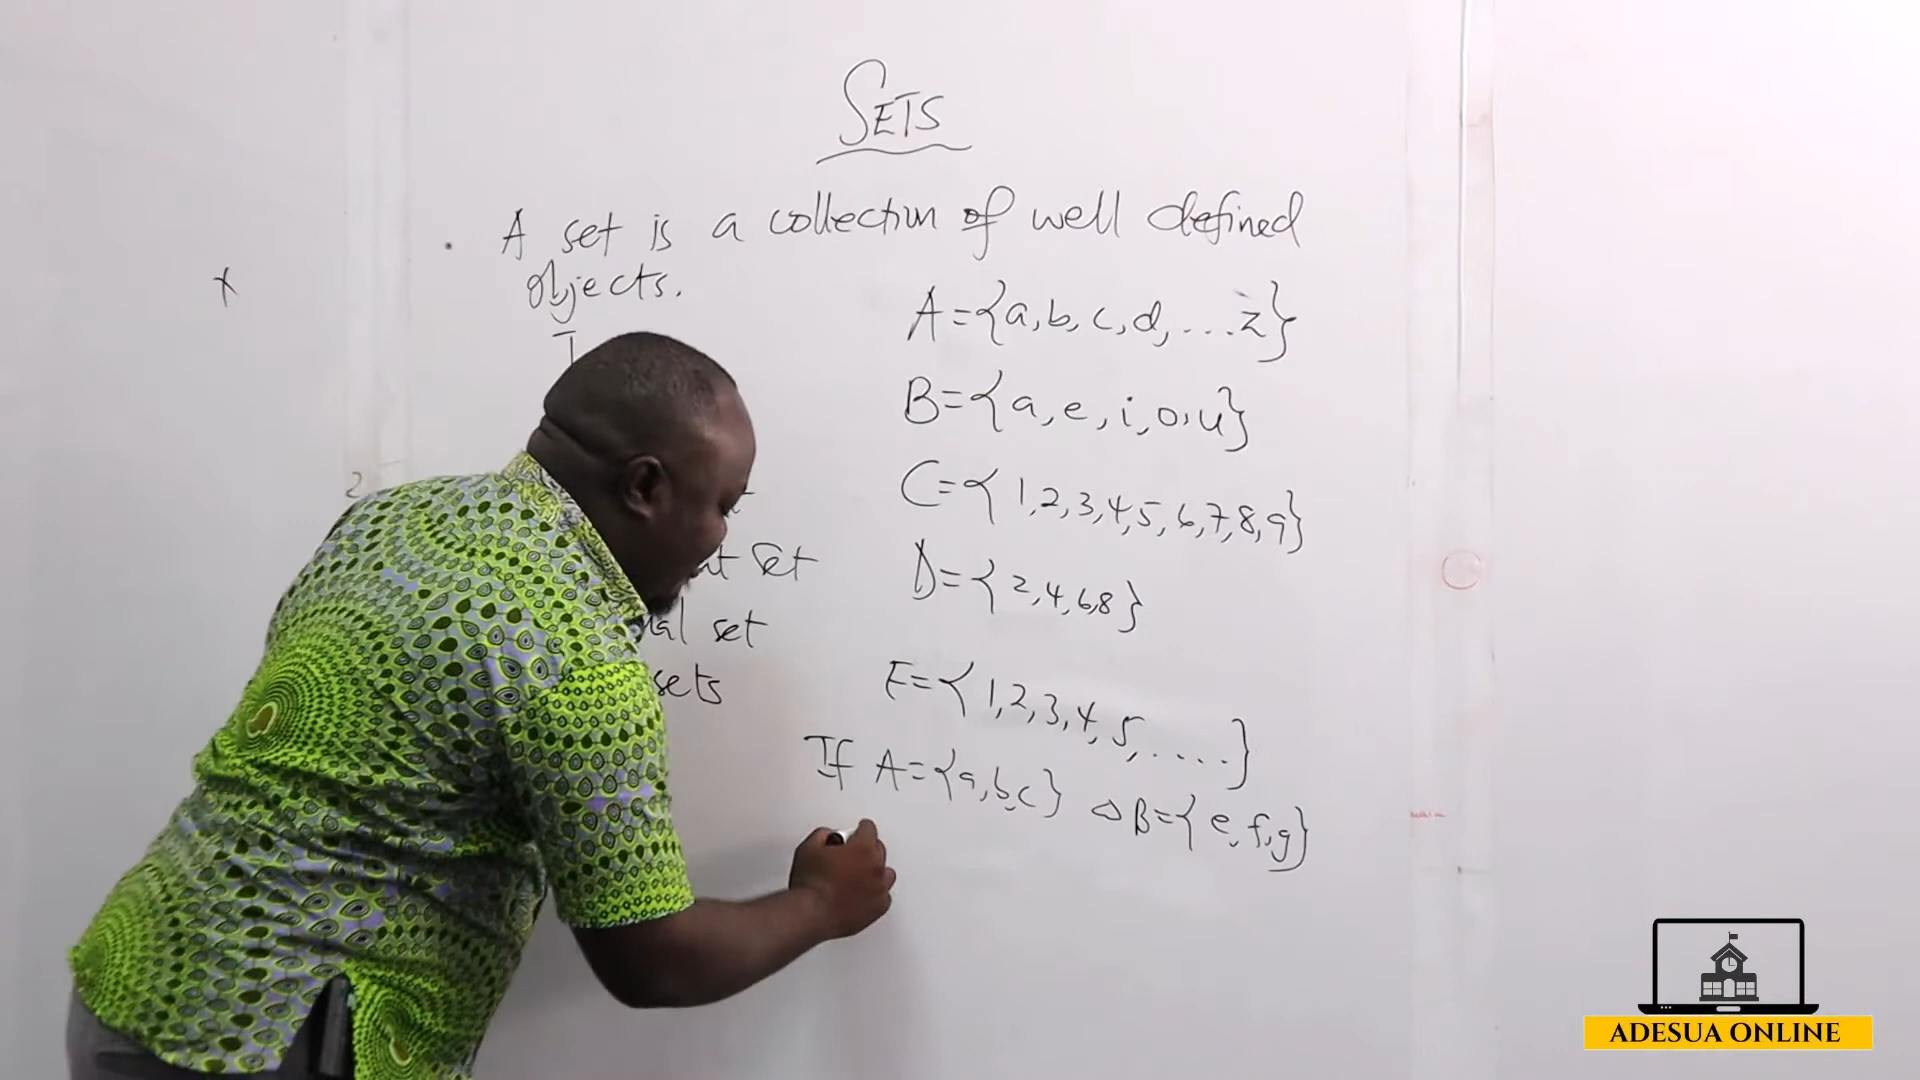 SETS
A set is a collection of well defined
objects.
A={a,b,c,d,....z}
B={a,e,i,o,u}
C={1,2,3,4,5,6,7,8,9}
Set
D={2,4,6,8}
set
sets
E={1,2,3,4,5,.....}
If A={a,b,c} B={e,f,g}
2
ADESUA ONLINE